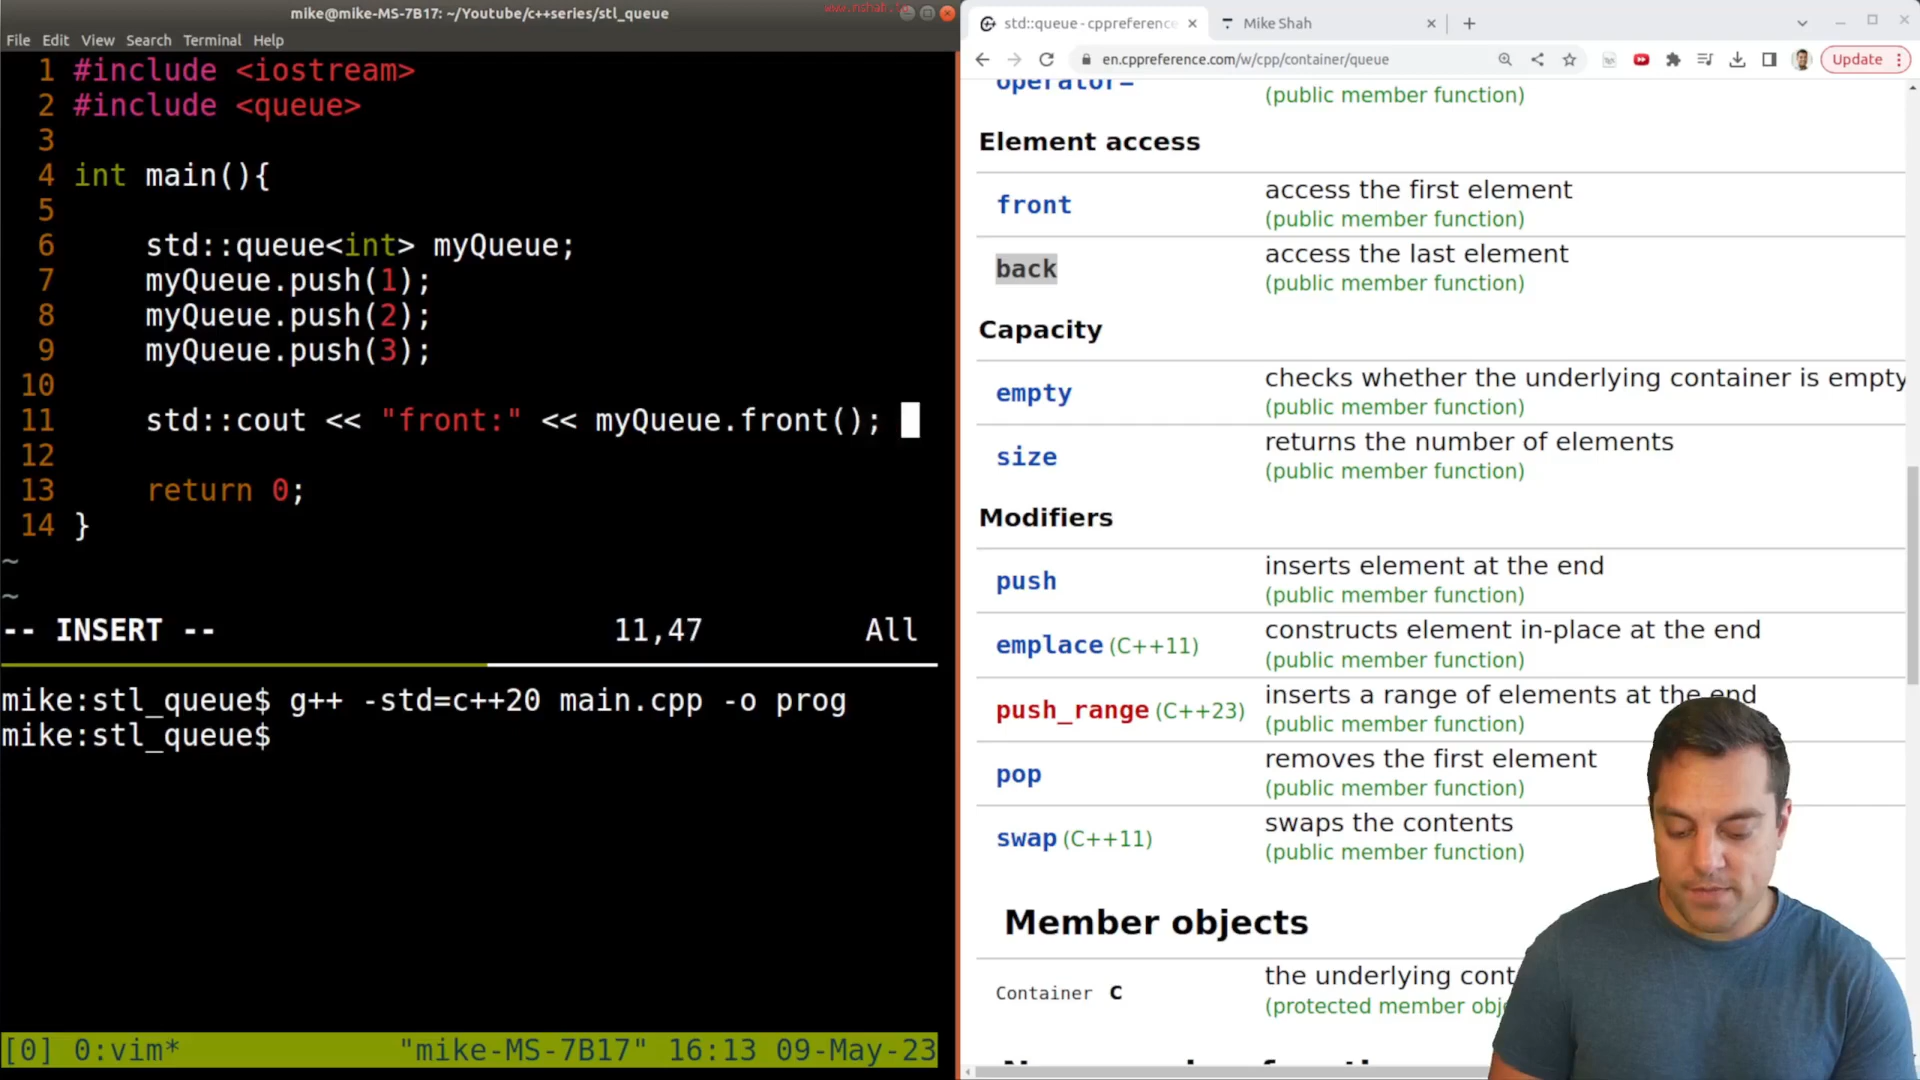 mike@mike-MS-7B17: ~/Youtube/c++series/stl_queue
File Edit View Search Terminal Help
1 #include <iostream>
2 #include <queue>
3
4 int main(){
5
6 std::queue<int> myQueue;
7 myQueue.push(1);
8 myQueue.push(2);
9 myQueue.push(3);
10
11 std::cout << "front:" << myQueue.front();
12
13 return 0;
14 }
~
~
-- INSERT -- 11,47 All
mike:stl_queue$ g++ -std=c++20 main.cpp -o prog
mike:stl_queue$
[0] 0:vim* "mike-MS-7B17" 16:13 09-May-23
std::queue - cppreference
Mike Shah
en.cppreference.com/w/cpp/container/queue
Update
operator=
(public member function)
Element access
front access the first element
(public member function)
back access the last element
(public member function)
Capacity
empty checks whether the underlying container is empty
(public member function)
size returns the number of elements
(public member function)
Modifiers
push inserts element at the end
(public member function)
emplace (C++11) constructs element in-place at the end
(public member function)
push_range (C++23) inserts a range of elements at the end
(public member function)
pop removes the first element
(public member function)
swap (C++11) swaps the contents
(public member function)
Member objects
Container C the underlying
(protected member